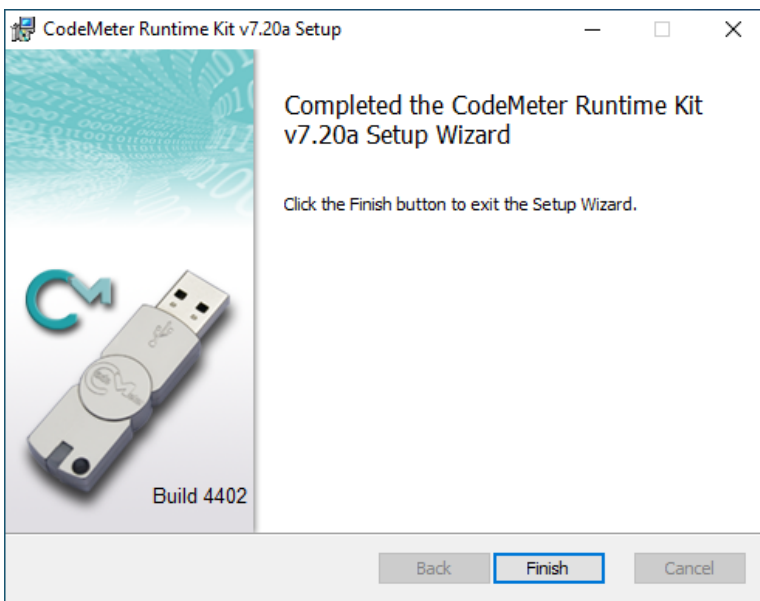 CodeMeter Runtime Kit v7.20a Setup
Completed the CodeMeter Runtime Kit
v7.20a Setup Wizard
Click the Finish button to exit the Setup Wizard.
CM
Build 4402
Back
Finish
Cancel